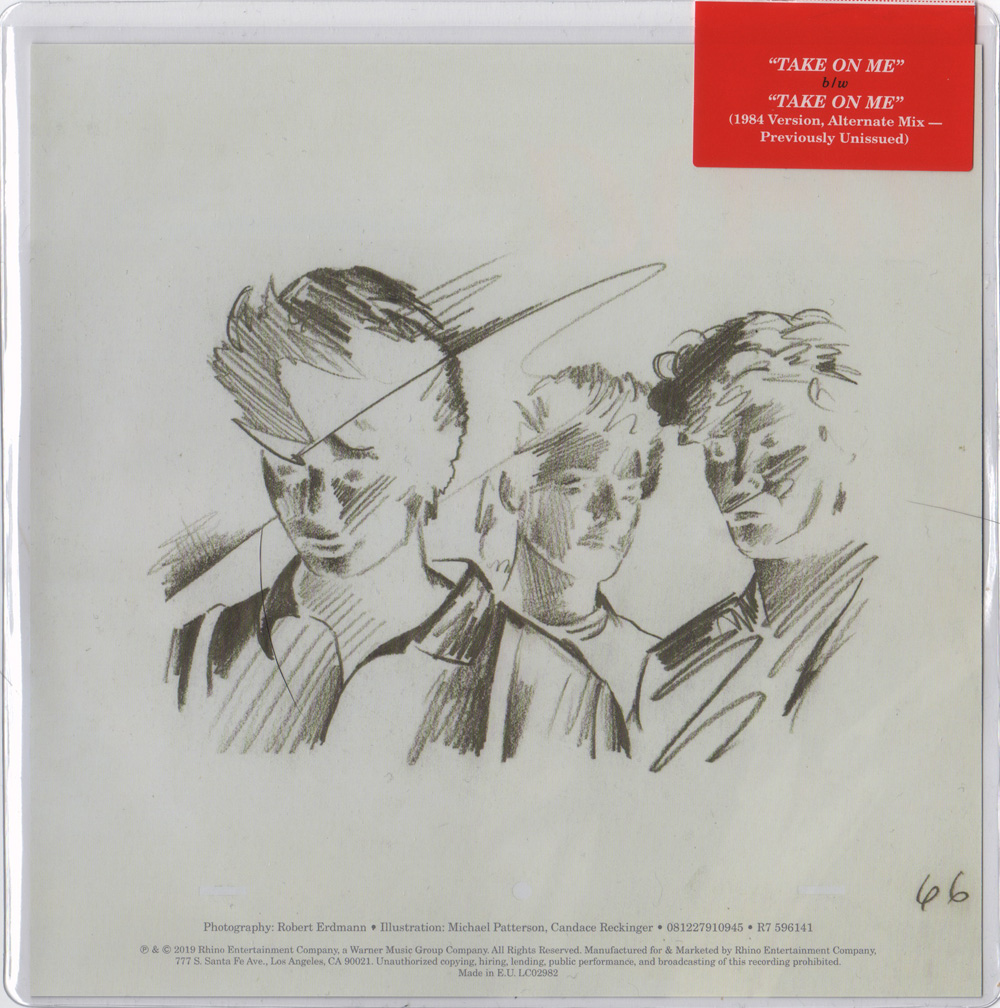 “TAKE ON ME”
b/w
“TAKE ON ME”
(1984 Version, Alternate Mix —
Previously Unissued)
66
Photography: Robert Erdmann • Illustration: Michael Patterson, Candace Reckinger • 081227910945 • R7 596141
℗ & © 2019 Rhino Entertainment Company, a Warner Music Group Company. All Rights Reserved. Manufactured for & Marketed by Rhino Entertainment Company,
777 S. Santa Fe Ave., Los Angeles, CA 90021. Unauthorized copying, hiring, lending, public performance, and broadcasting of this recording prohibited.
Made in E.U. LC02982